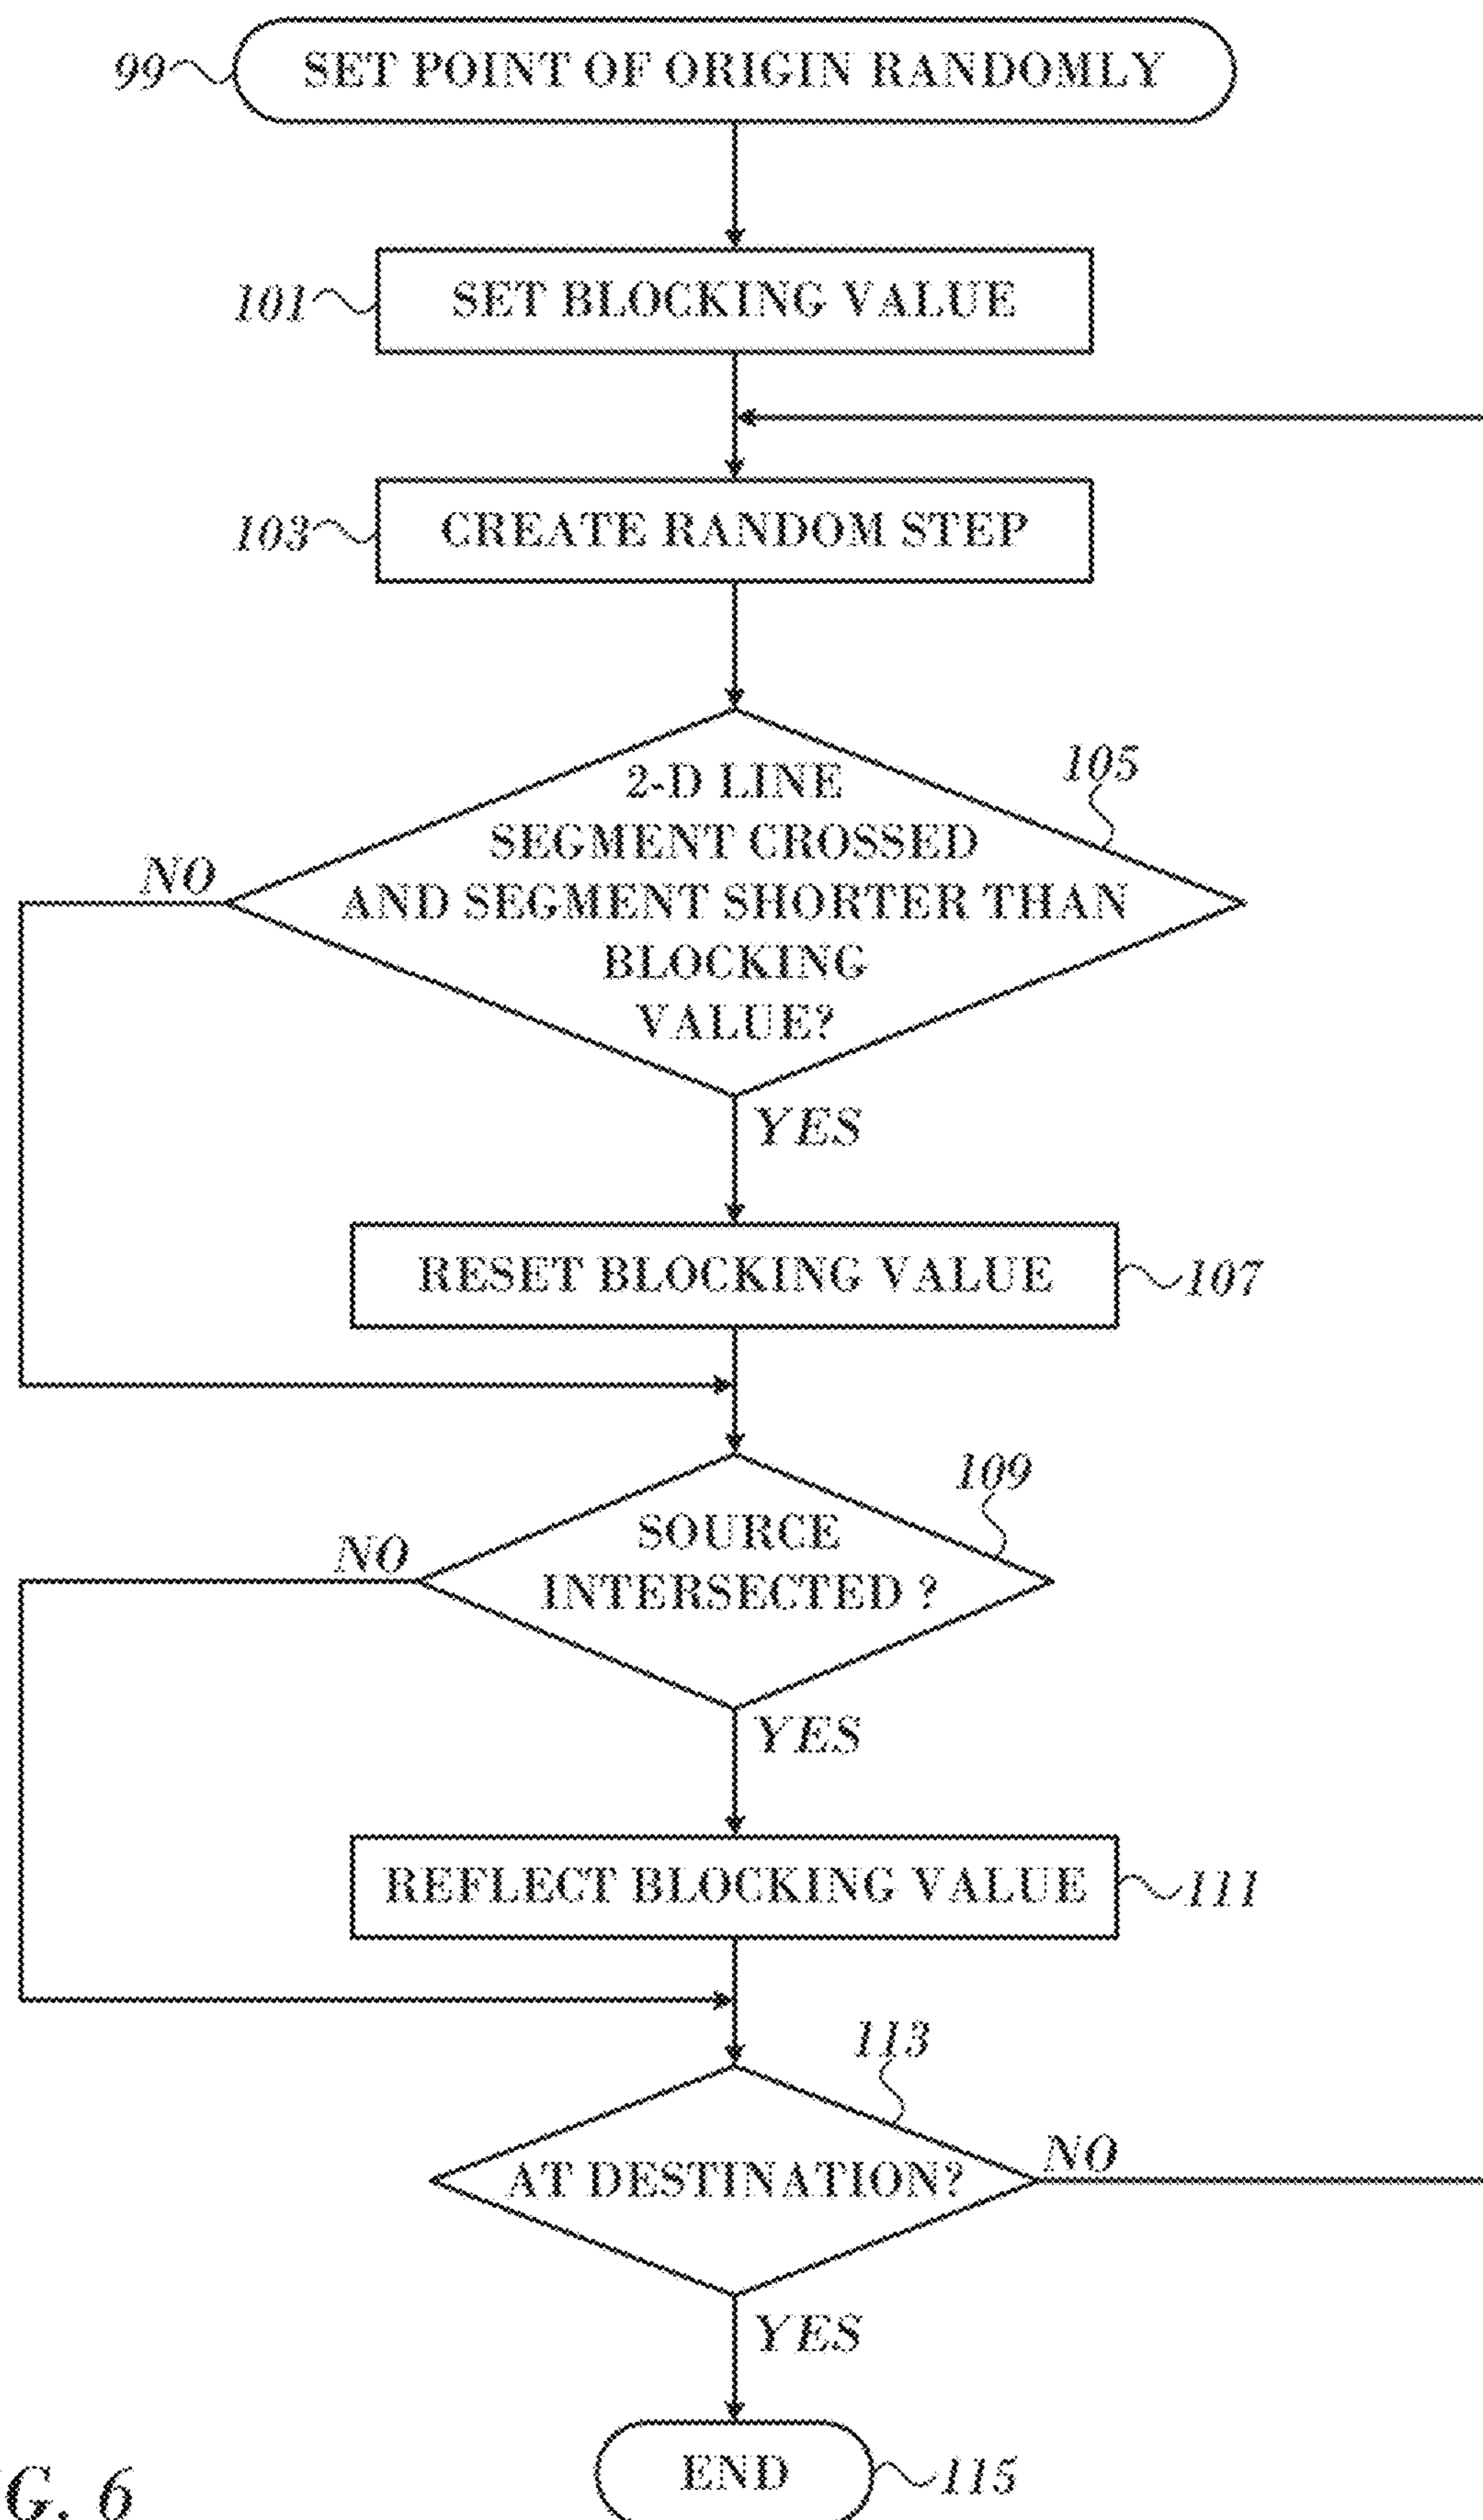 99 SET POINT OF ORIGIN RANDOMLY
101 SET BLOCKING VALUE
103 CREATE RANDOM STEP
105
2-D LINE
SEGMENT CROSSED
NO AND SEGMENT SHORTER THAN
BLOCKING
VALUE?
YES
RESET BLOCKING VALUE 107
109
SOURCE
NO INTERSECTED ?
YES
REFLECT BLOCKING VALUE 111
113
AT DESTINATION? NO
YES
END 115
G. 6